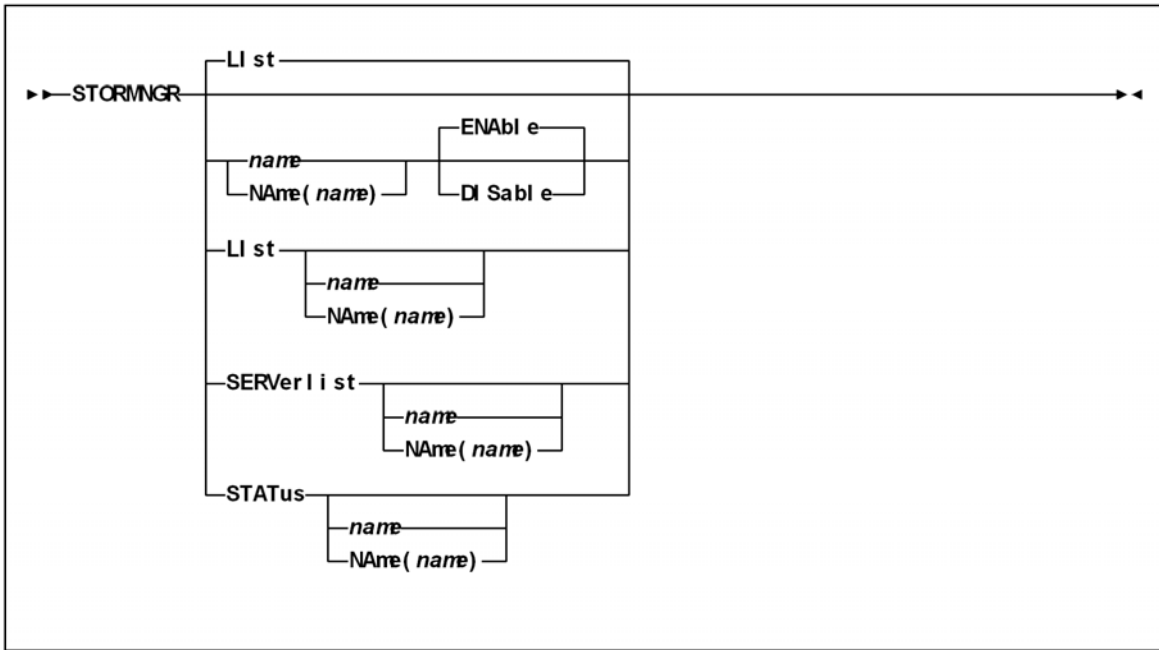 LIst
STORMNGR
ENAble
name
NAme(name)
DISable
LIst
name
NAme(name)
SERVerlist
name
NAme(name)
STATus
name
NAme(name)